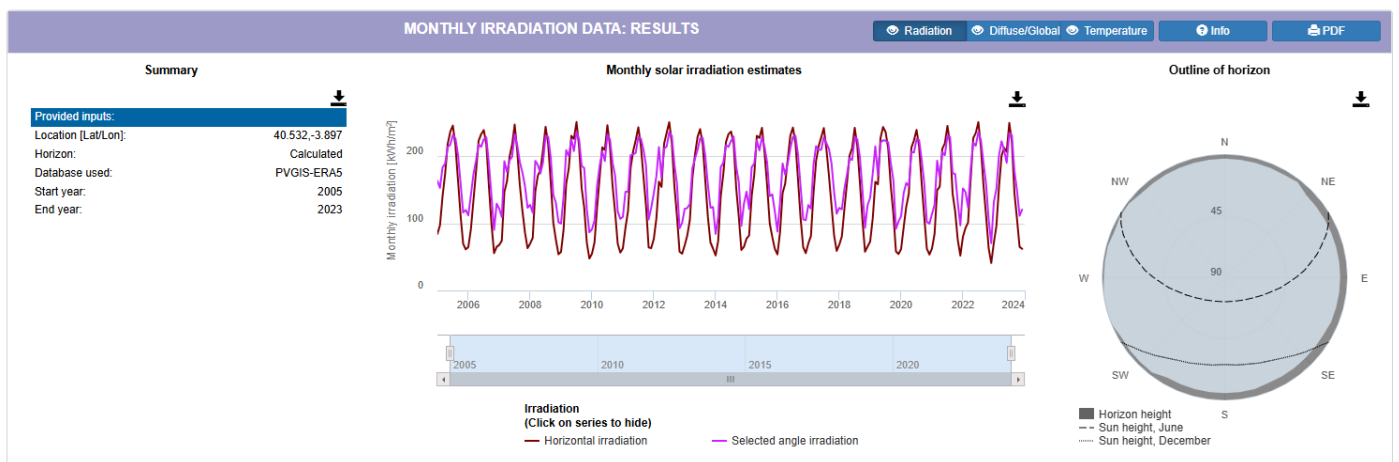 MONTHLY IRRADIATION DATA: RESULTS
Radiation Diffuse/Global Temperature Info PDF
Summary
Provided inputs:
Location [Lat/Lon]: 40.532,-3.897
Horizon: Calculated
Database used: PVGIS-ERA5
Start year: 2005
End year: 2023
Monthly solar irradiation estimates
Monthly irradiation [kWh/m²]
200
100
0
2006 2008 2010 2012 2014 2016 2018 2020 2022 2024
2005 2010 2015 2020
Irradiation
(Click on series to hide)
Horizontal irradiation Selected angle irradiation
Outline of horizon
N
NW NE
45
W 90 E
SW SE
S
Horizon height
Sun height, June
Sun height, December